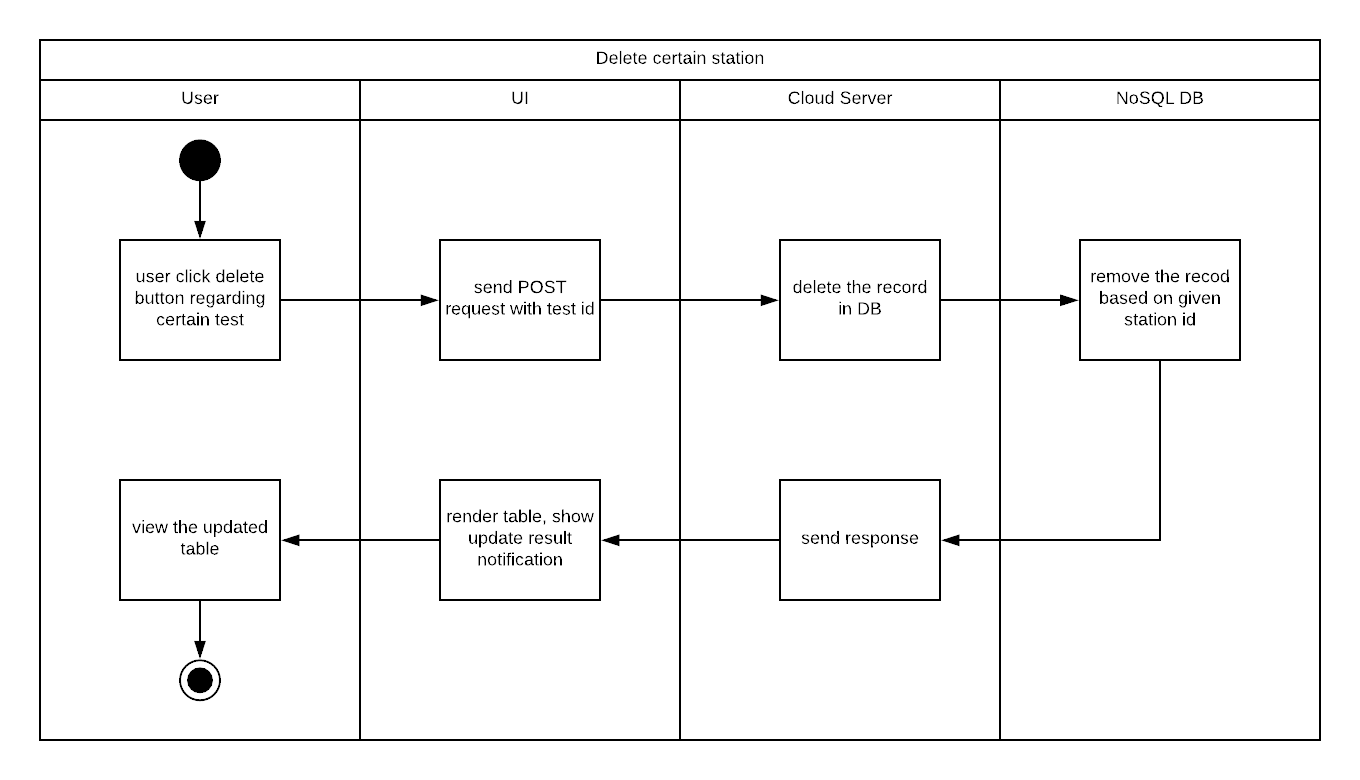 Delete certain station
User
UI
Cloud Server
NoSQL DB
user click delete
button regarding
certain test
send POST
request with test id
delete the record
in DB
remove the recod
based on given
station id
view the updated
table
render table, show
update result
notification
send response